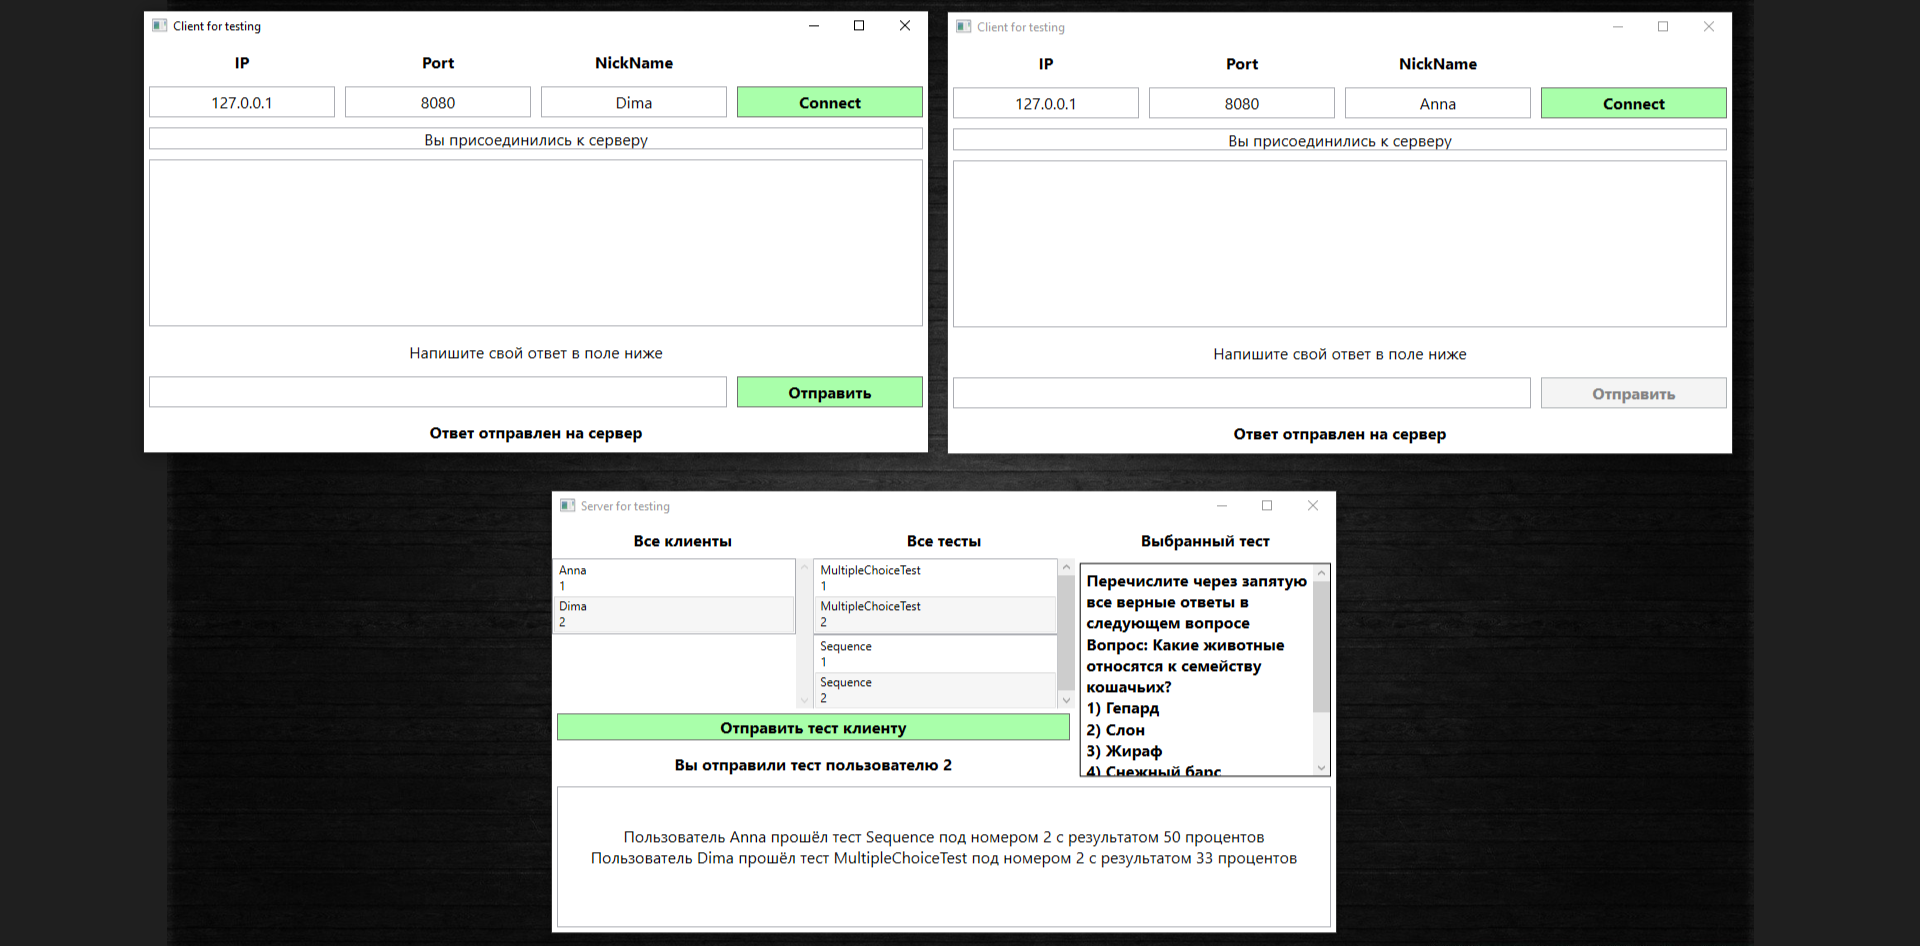 Client for testing
IP Port NickName
127.0.0.1 8080 Dima Connect
Вы присоединились к серверу
Напишите свой ответ в поле ниже
Отправить
Ответ отправлен на сервер
Client for testing
IP Port NickName
127.0.0.1 8080 Anna Connect
Вы присоединились к серверу
Напишите свой ответ в поле ниже
Отправить
Ответ отправлен на сервер
Server for testing
Все клиенты
Anna
1
Dima
2
Все тесты
MultipleChoiceTest
1
MultipleChoiceTest
2
Sequence
1
Sequence
2
Выбранный тест
Перечислите через запятую
все верные ответы в
следующем вопросе
Вопрос: Какие животные
относятся к семейству
кошачьих?
1) Гепард
2) Слон
3) Жираф
4) Снежный барс
Отправить тест клиенту
Вы отправили тест пользователю 2
Пользователь Anna прошёл тест Sequence под номером 2 с результатом 50 процентов
Пользователь Dima прошёл тест MultipleChoiceTest под номером 2 с результатом 33 процентов